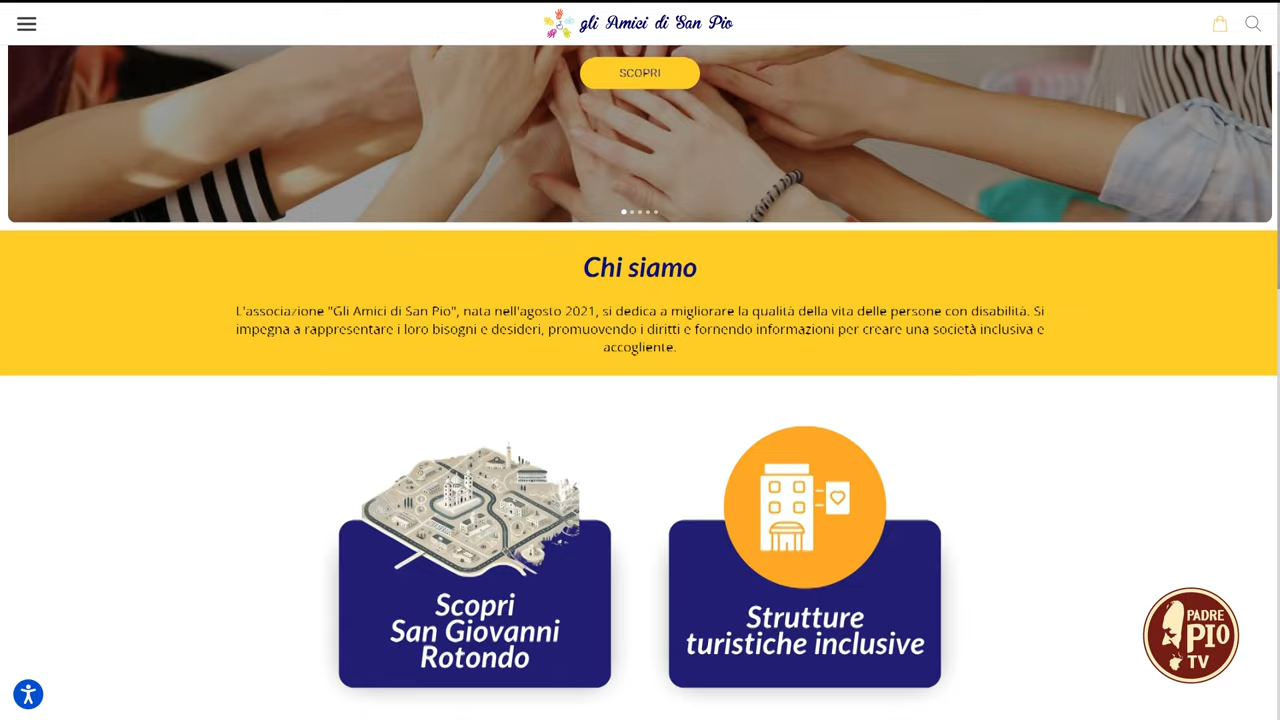 gli Amici di San Pio
SCOPRI
Chi siamo
L'associazione "Gli Amici di San Pio", nata nell'agosto 2021, si dedica a migliorare la qualità della vita delle persone con disabilità. Si
impegna a rappresentare i loro bisogni e desideri, promuovendo i diritti e fornendo informazioni per creare una società inclusiva e
accogliente.
Scopri
San Giovanni
Rotondo
Strutture
turistiche inclusive
PADRE
PIO
TV